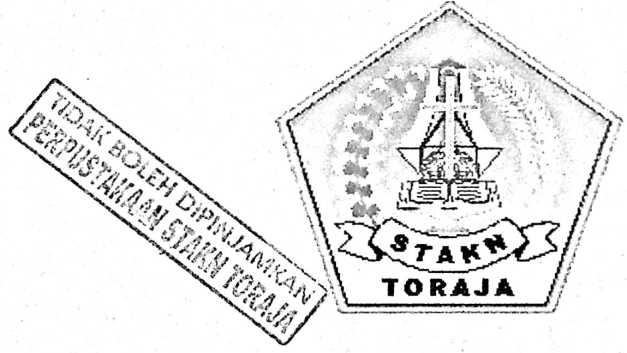 TIDAK BOLEH DIPINJAMKAN
PERPUSTAKAAN STAKN TORAJA
STAKN
TORAJA